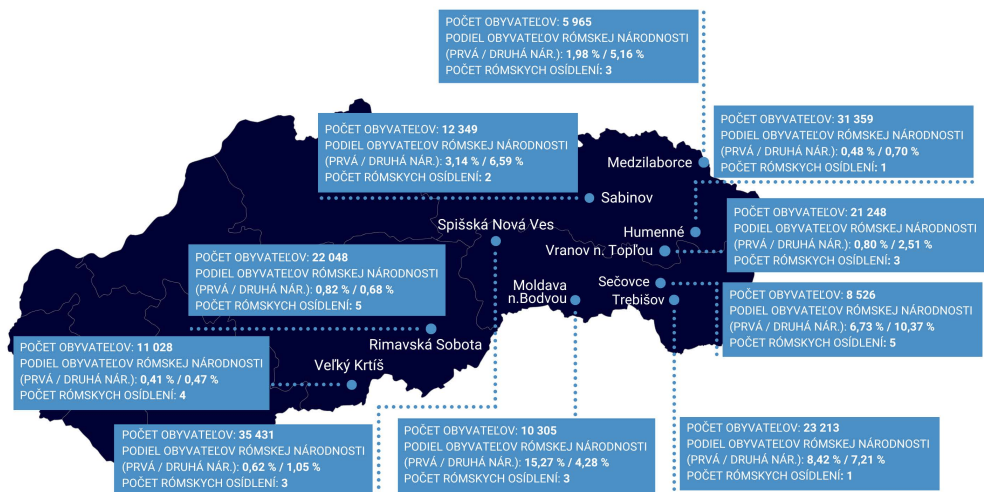 POČET OBYVATEĽOV: 5 965
PODIEL OBYVATEĽOV RÓMSKEJ NÁRODNOSTI
(PRVÁ / DRUHÁ NÁR.): 1,98 % / 5,16 %
POČET RÓMSKYCH OSÍDLENÍ: 3
POČET OBYVATEĽOV: 12 349
PODIEL OBYVATEĽOV RÓMSKEJ NÁRODNOSTI
(PRVÁ / DRUHÁ NÁR.): 3,14 % / 6,59 %
POČET RÓMSKYCH OSÍDLENÍ: 2
POČET OBYVATEĽOV: 31 359
PODIEL OBYVATEĽOV RÓMSKEJ NÁRODNOSTI
(PRVÁ / DRUHÁ NÁR.): 0,48 % / 0,70 %
POČET RÓMSKYCH OSÍDLENÍ: 1
Medzilaborce
Sabinov
Spišská Nová Ves
Humenné
Vranov n. Topľou
POČET OBYVATEĽOV: 21 248
PODIEL OBYVATEĽOV RÓMSKEJ NÁRODNOSTI
(PRVÁ / DRUHÁ NÁR.): 0,80 % / 2,51 %
POČET RÓMSKYCH OSÍDLENÍ: 3
POČET OBYVATEĽOV: 22 048
PODIEL OBYVATEĽOV RÓMSKEJ NÁRODNOSTI
(PRVÁ / DRUHÁ NÁR.): 0,82 % / 0,68 %
POČET RÓMSKYCH OSÍDLENÍ: 5
Moldava
n.Bodvou
Sečovce
Trebišov
POČET OBYVATEĽOV: 8 526
PODIEL OBYVATEĽOV RÓMSKEJ NÁRODNOSTI
(PRVÁ / DRUHÁ NÁR.): 6,73 % / 10,37 %
POČET RÓMSKYCH OSÍDLENÍ: 5
Rimavská Sobota
Veľký Krtíš
POČET OBYVATEĽOV: 11 028
PODIEL OBYVATEĽOV RÓMSKEJ NÁRODNOSTI
(PRVÁ / DRUHÁ NÁR.): 0,41 % / 0,47 %
POČET RÓMSKYCH OSÍDLENÍ: 4
POČET OBYVATEĽOV: 35 431
PODIEL OBYVATEĽOV RÓMSKEJ NÁRODNOSTI
(PRVÁ / DRUHÁ NÁR.): 0,62 % / 1,05 %
POČET RÓMSKYCH OSÍDLENÍ: 3
POČET OBYVATEĽOV: 10 305
PODIEL OBYVATEĽOV RÓMSKEJ NÁRODNOSTI
(PRVÁ / DRUHÁ NÁR.): 15,27 % / 4,28 %
POČET RÓMSKYCH OSÍDLENÍ: 3
POČET OBYVATEĽOV: 23 213
PODIEL OBYVATEĽOV RÓMSKEJ NÁRODNOSTI
(PRVÁ / DRUHÁ NÁR.): 8,42 % / 7,21 %
POČET RÓMSKYCH OSÍDLENÍ: 1